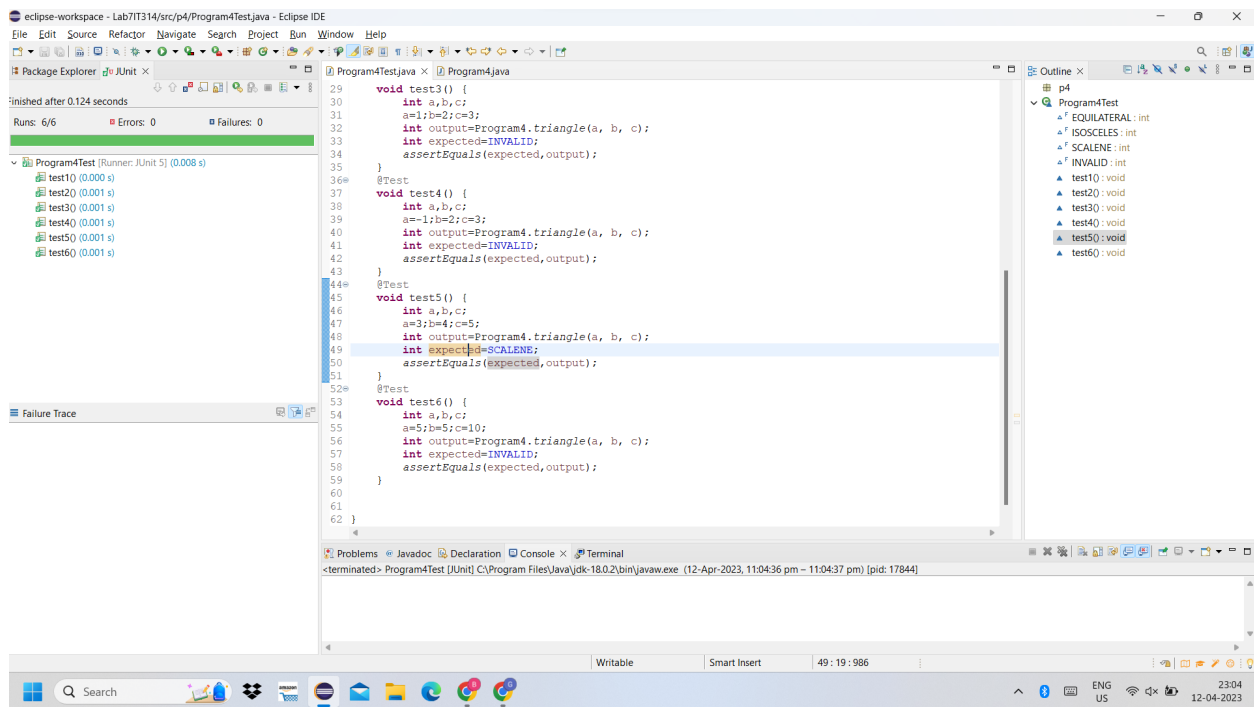 eclipse-workspace - Lab7IT314/src/p4/Program4Test.java - Eclipse IDE
File Edit Source Refactor Navigate Search Project Run Window Help
Package Explorer JUnit
Finished after 0.124 seconds
Runs: 6/6 Errors: 0 Failures: 0
Program4Test [Runner: JUnit 5] (0.008 s)
test1() (0.000 s)
test2() (0.001 s)
test3() (0.001 s)
test4() (0.001 s)
test5() (0.001 s)
test6() (0.001 s)
Failure Trace
Program4Test.java Program4.java
29 void test3() {
30 int a,b,c;
31 a=1;b=2;c=3;
32 int output=Program4.triangle(a, b, c);
33 int expected=INVALID;
34 assertEquals(expected,output);
35 }
36 @Test
37 void test4() {
38 int a,b,c;
39 a=-1;b=2;c=3;
40 int output=Program4.triangle(a, b, c);
41 int expected=INVALID;
42 assertEquals(expected,output);
43 }
44 @Test
45 void test5() {
46 int a,b,c;
47 a=3;b=4;c=5;
48 int output=Program4.triangle(a, b, c);
49 int expected=SCALENE;
50 assertEquals(expected,output);
51 }
52 @Test
53 void test6() {
54 int a,b,c;
55 a=5;b=5;c=10;
56 int output=Program4.triangle(a, b, c);
57 int expected=INVALID;
58 assertEquals(expected,output);
59 }
60
61
62 }
Outline
p4
Program4Test
EQUILATERAL : int
ISOSCELES : int
SCALENE : int
INVALID : int
test1() : void
test2() : void
test3() : void
test4() : void
test5() : void
test6() : void
Problems Javadoc Declaration Console Terminal
<terminated> Program4Test [JUnit] C:\Program Files\Java\jdk-18.0.2\bin\javaw.exe (12-Apr-2023, 11:04:36 pm – 11:04:37 pm) [pid: 17844]
Writable Smart Insert 49 : 19 : 986
Search
ENG
US
23:04
12-04-2023